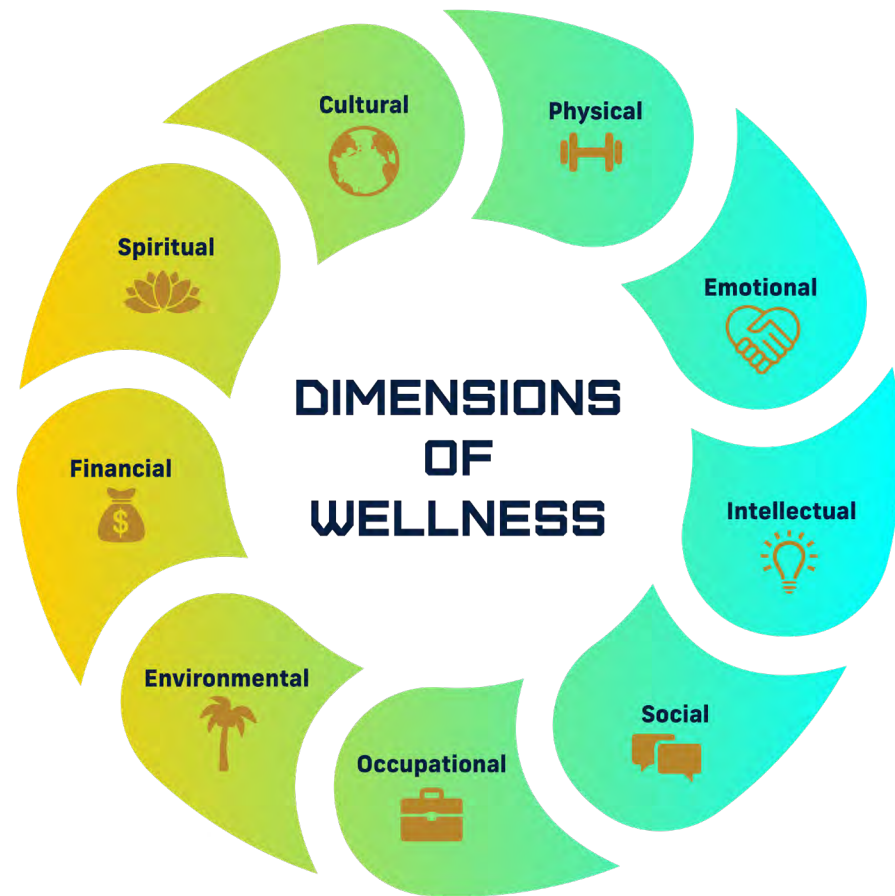 DIMENSIONS
OF
WELLNESS
Physical
Emotional
Intellectual
Social
Occupational
Environmental
Financial
$
Spiritual
Cultural